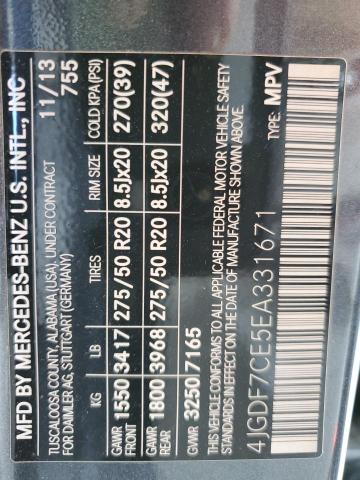 MFD BY MERCEDES-BENZ U.S. INTL., INC
TUSCALOOSA COUNTY, ALABAMA (USA), UNDER CONTRACT 11/13
FOR DAIMLER AG, STUTTGART (GERMANY) 755
KG LB TIRES RIM SIZE COLD KPA(PSI)
GAWR FRONT 1550 3417 275/50 R20 8.5Jx20 270(39)
GAWR REAR 1800 3968 275/50 R20 8.5Jx20 320(47)
GVWR 3250 7165
THIS VEHICLE CONFORMS TO ALL APPLICABLE FEDERAL MOTOR VEHICLE SAFETY
STANDARDS IN EFFECT ON THE DATE OF MANUFACTURE SHOWN ABOVE.
4JGDF7CE5EA331671 TYPE: MPV